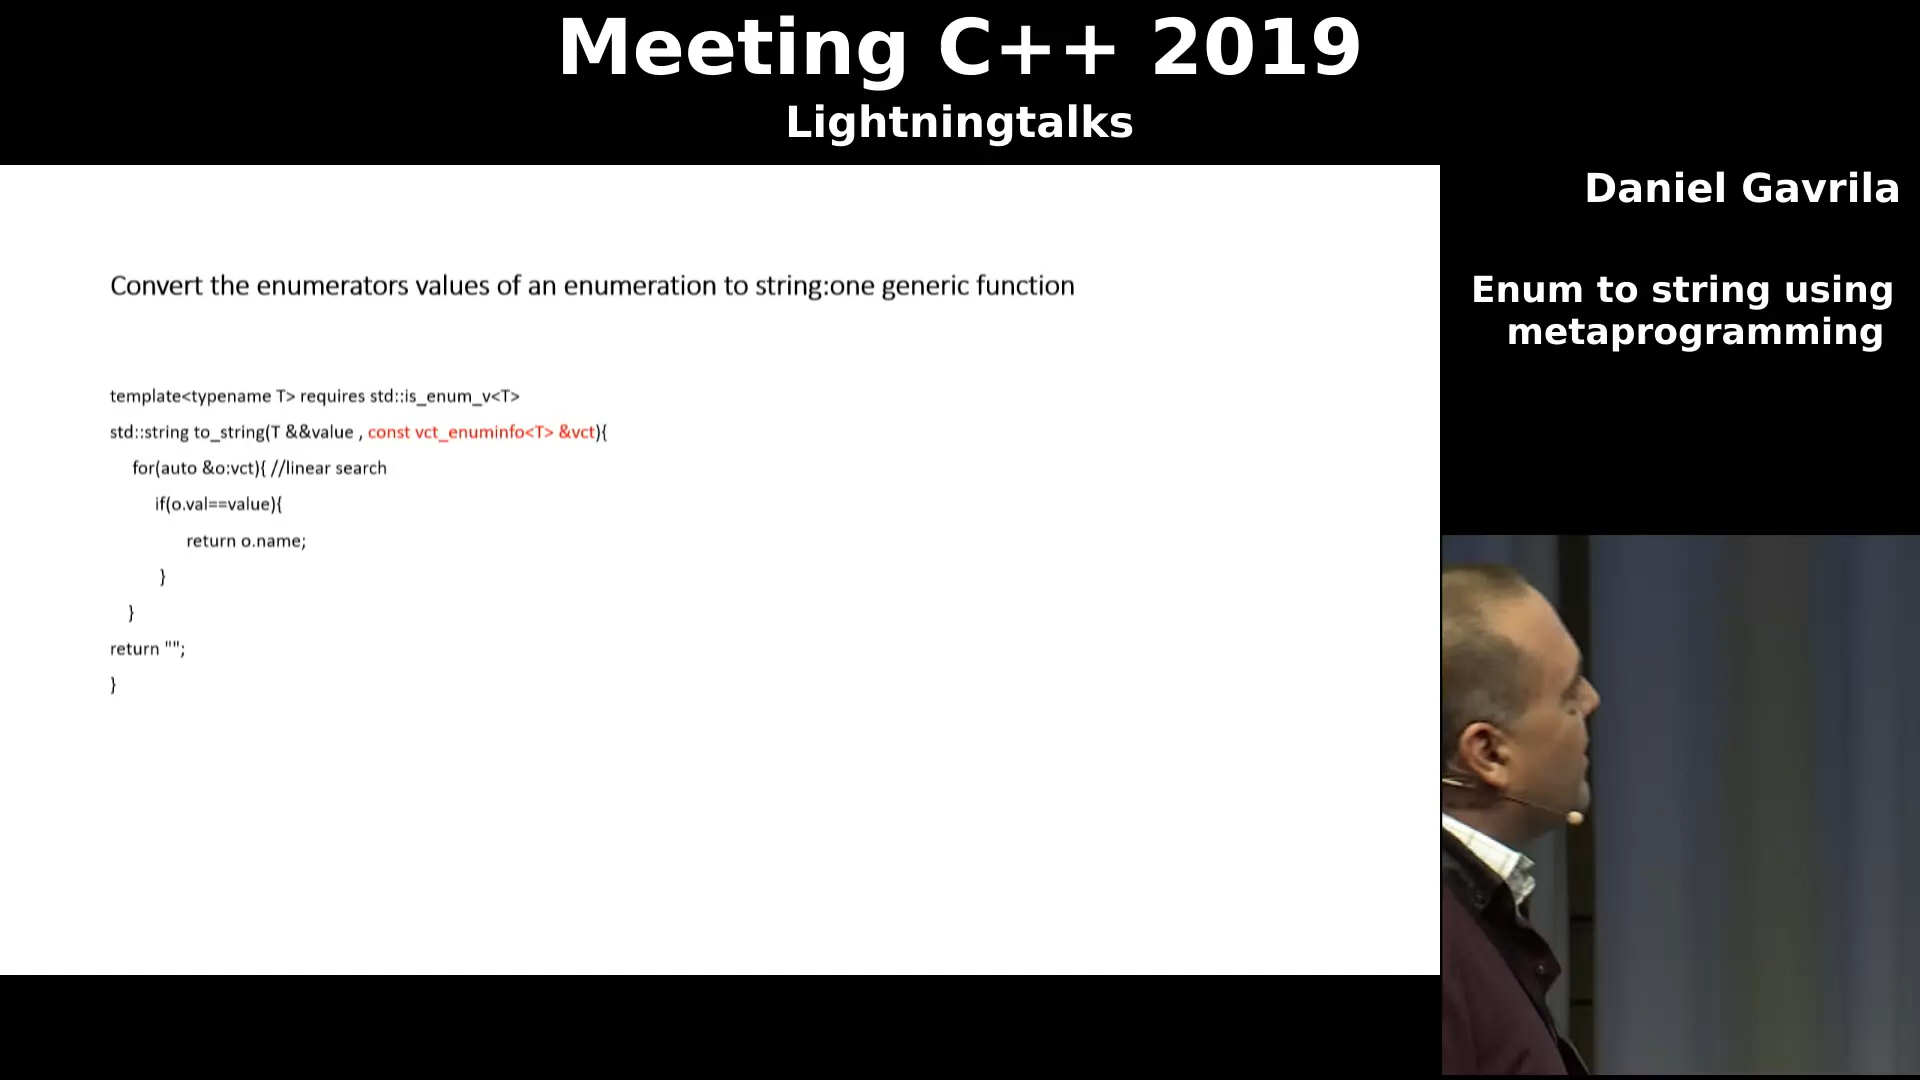 Meeting C++ 2019
Lightningtalks
Daniel Gavrila
Enum to string using
metaprogramming
Convert the enumerators values of an enumeration to string:one generic function
template<typename T> requires std::is_enum_v<T>
std::string to_string(T &&value , const vct_enuminfo<T> &vct){
for(auto &o:vct){ //linear search
if(o.val==value){
return o.name;
}
}
return "";
}